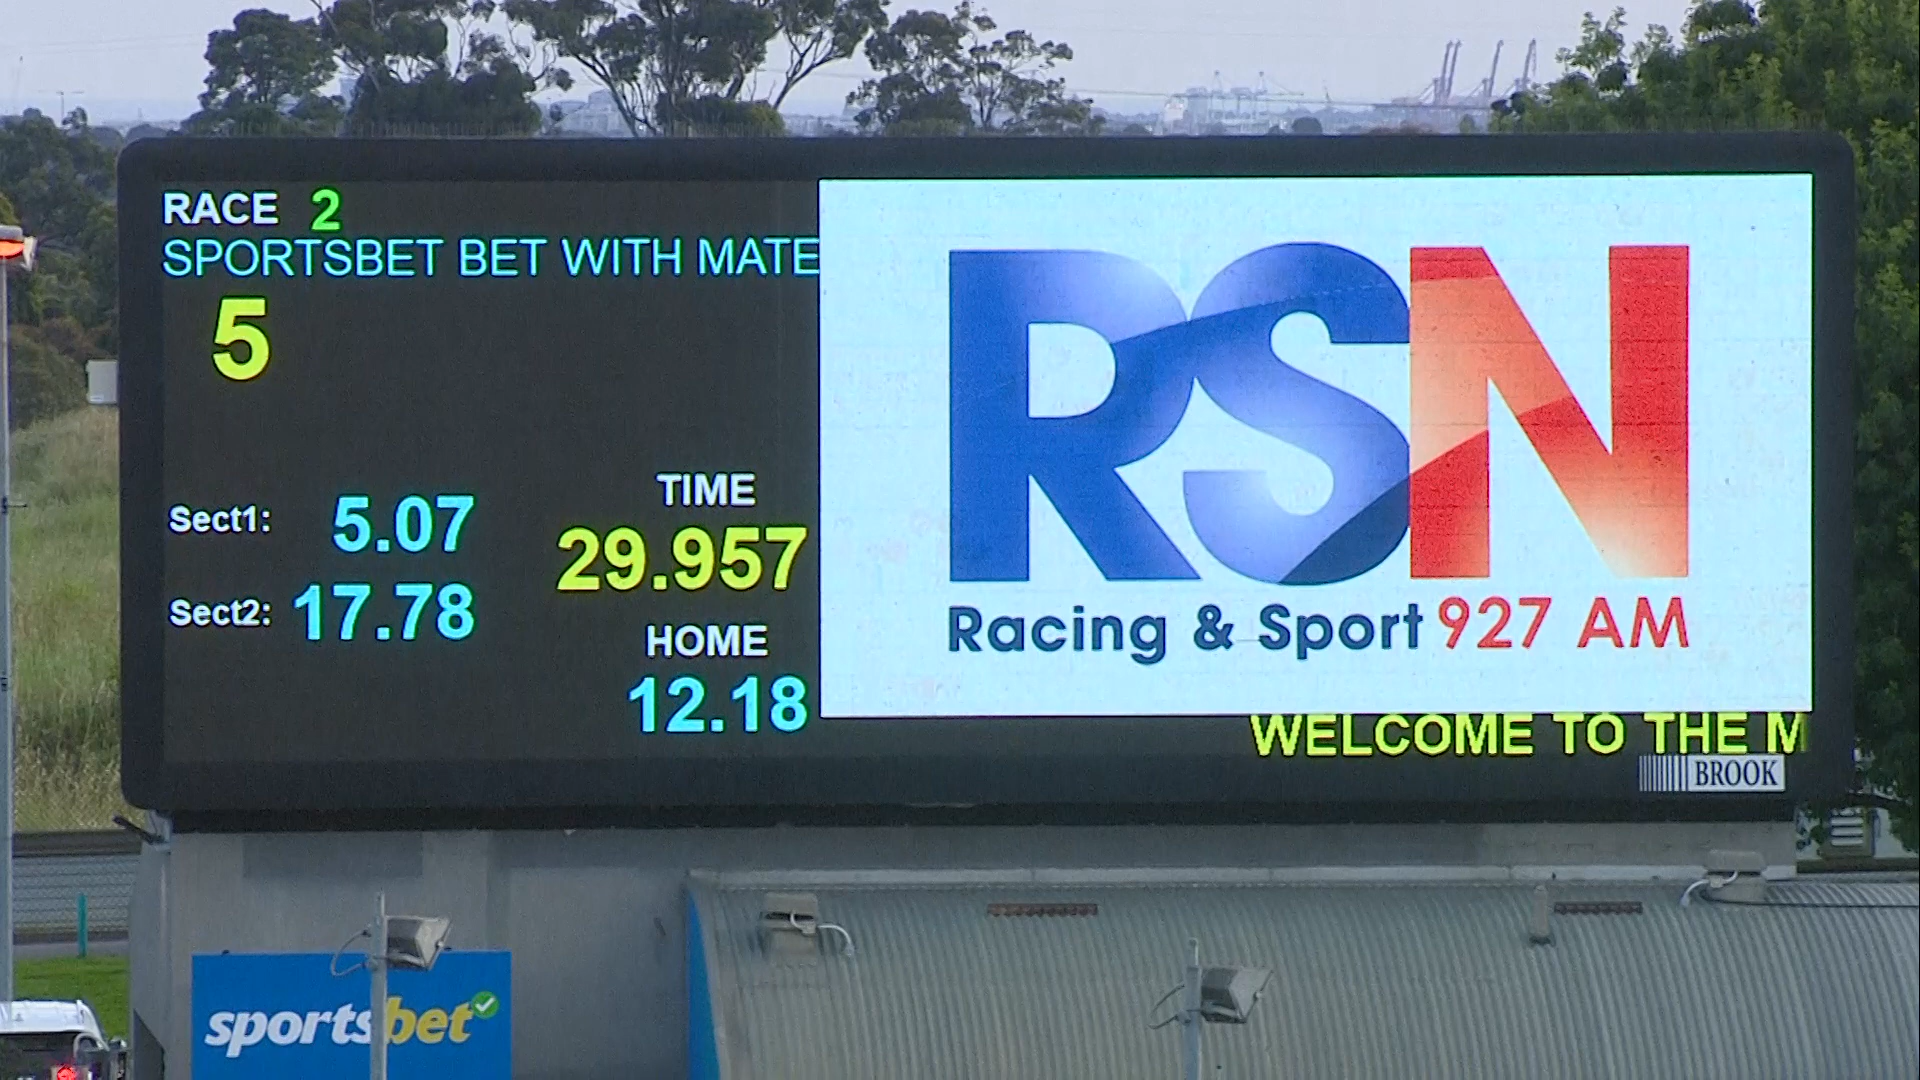 RACE 2
SPORTSBET BET WITH MATE
5
Sect1: 5.07
Sect2: 17.78
TIME
29.957
HOME
12.18
RSN
Racing & Sport 927 AM
WELCOME TO THE M
BROOK
sportsbet